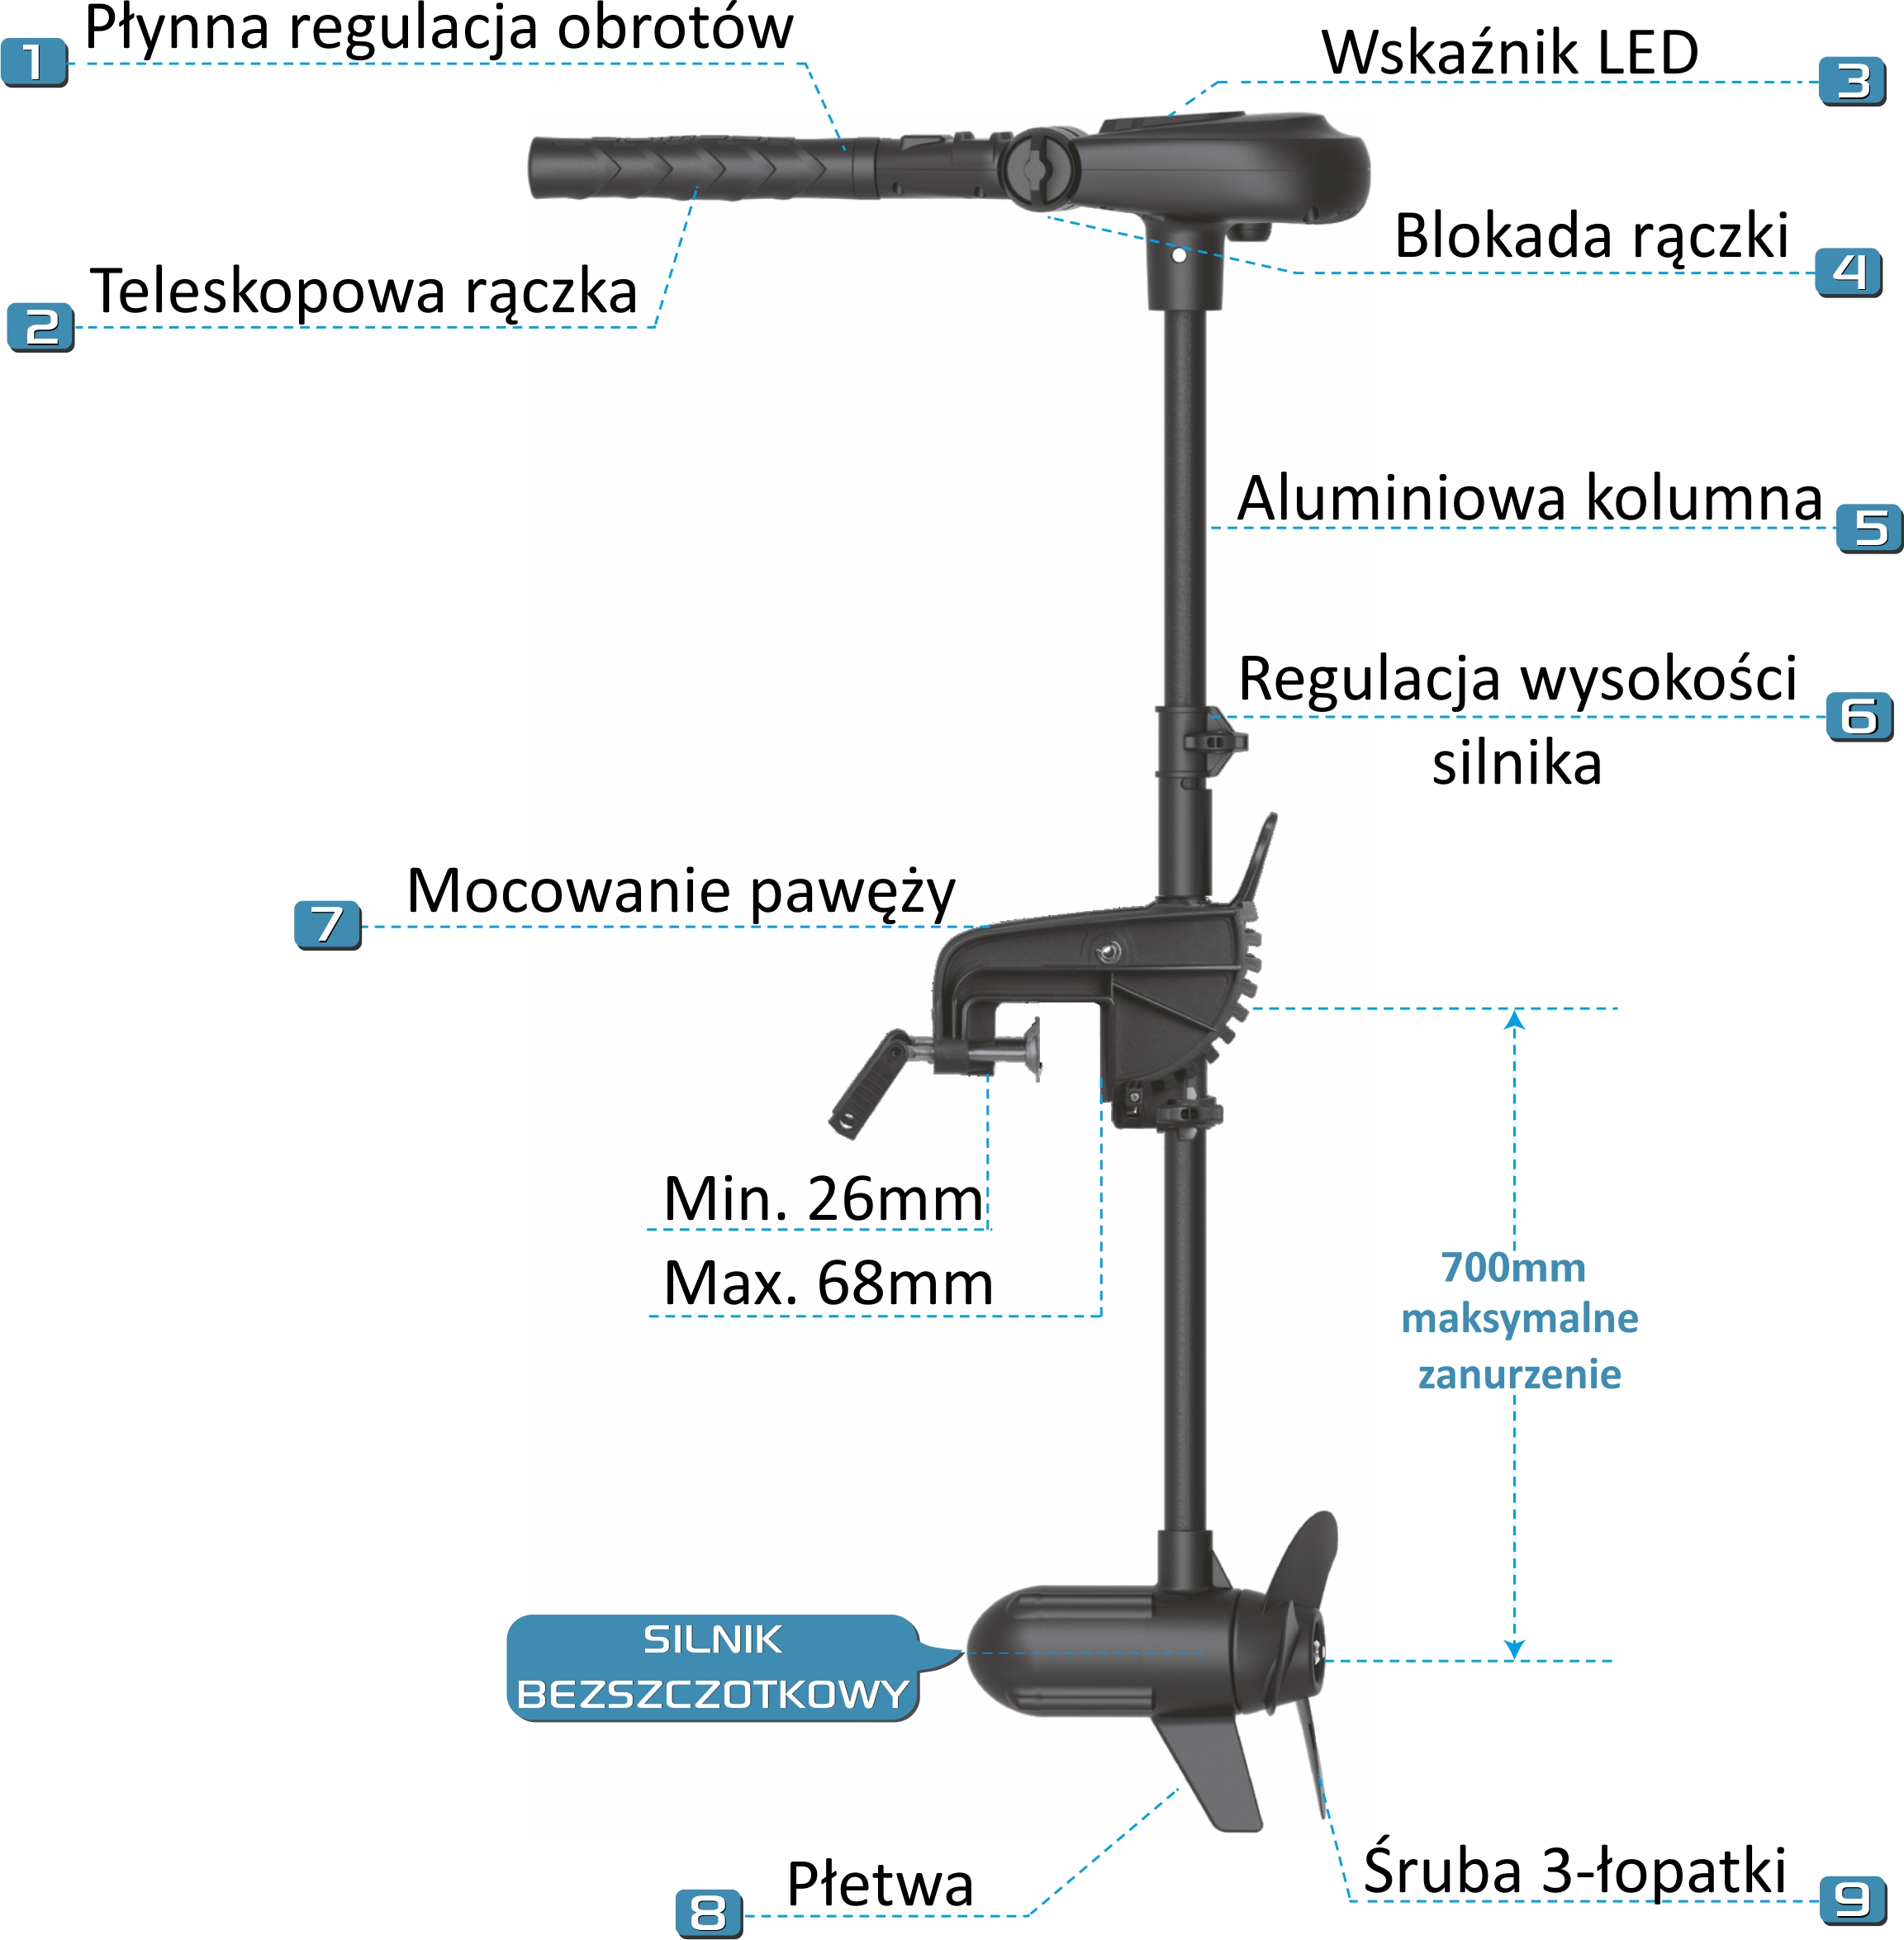 1 Płynna regulacja obrotów
Wskaźnik LED 3
Blokada rączki 4
2 Teleskopowa rączka
Aluminiowa kolumna 5
Regulacja wysokości 6
silnika
7 Mocowanie pawęży
Min. 26mm
Max. 68mm
700mm
maksymalne
zanurzenie
SILNIK
BEZSZCZOTKOWY
8 Płetwa
Śruba 3-łopatki 9